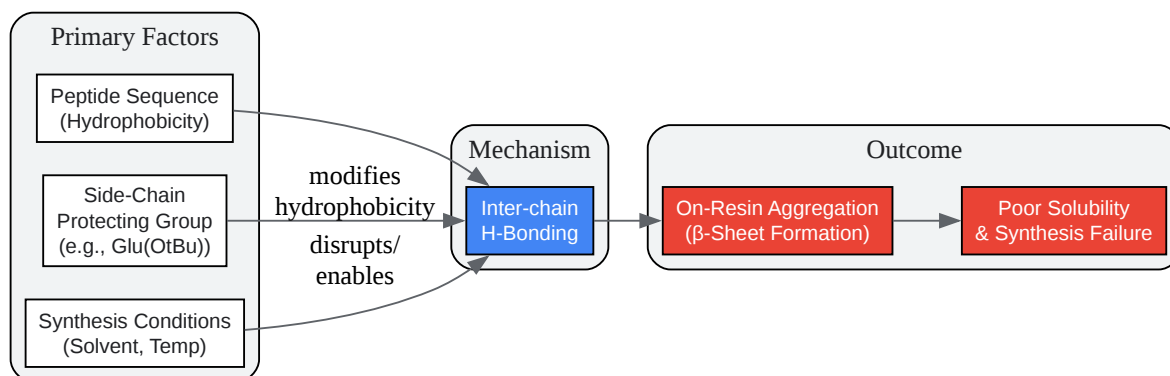 Primary Factors
Peptide Sequence
(Hydrophobicity)
Side-Chain
Protecting Group
(e.g., Glu(OtBu))
Synthesis Conditions
(Solvent, Temp)
modifies
hydrophobicity
disrupts/
enables
Mechanism
Inter-chain
H-Bonding
Outcome
On-Resin Aggregation
(β-Sheet Formation)
Poor Solubility
& Synthesis Failure